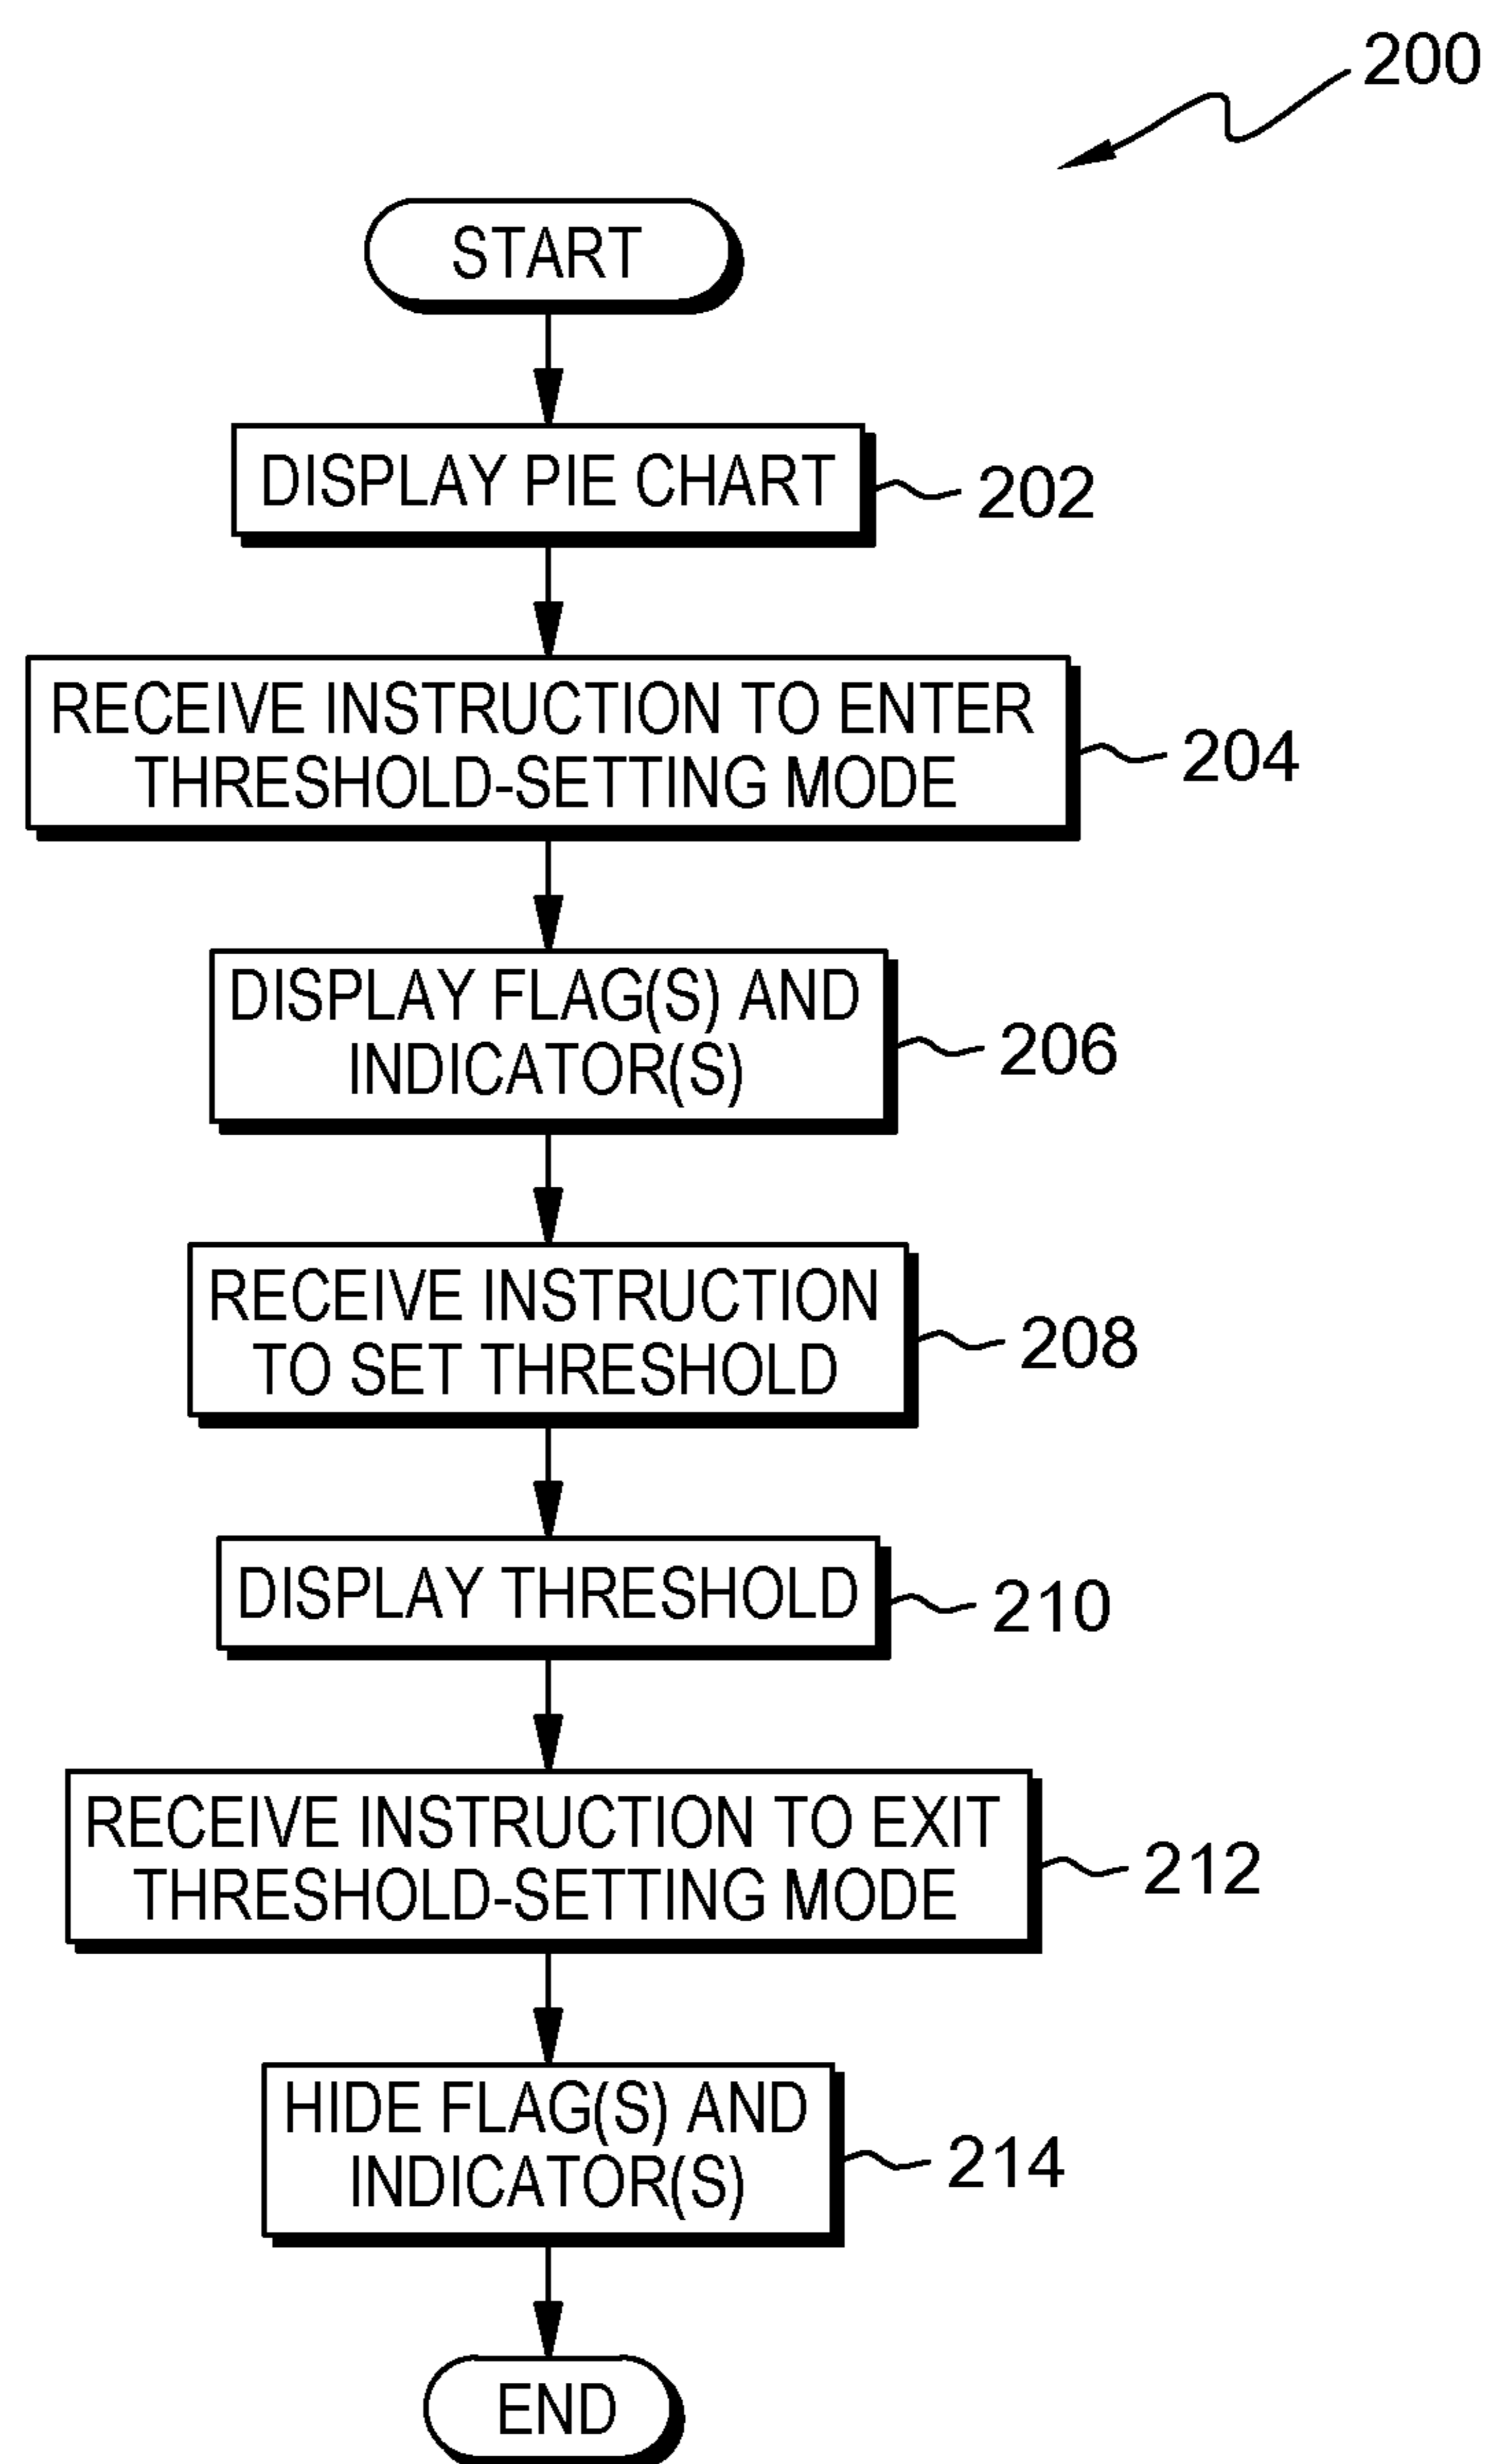 200
START
DISPLAY PIE CHART
202
RECEIVE INSTRUCTION TO ENTER
THRESHOLD-SETTING MODE
204
DISPLAY FLAG(S) AND
INDICATOR(S)
206
RECEIVE INSTRUCTION
TO SET THRESHOLD
208
DISPLAY THRESHOLD
210
RECEIVE INSTRUCTION TO EXIT
THRESHOLD-SETTING MODE
212
HIDE FLAG(S) AND
INDICATOR(S)
214
END